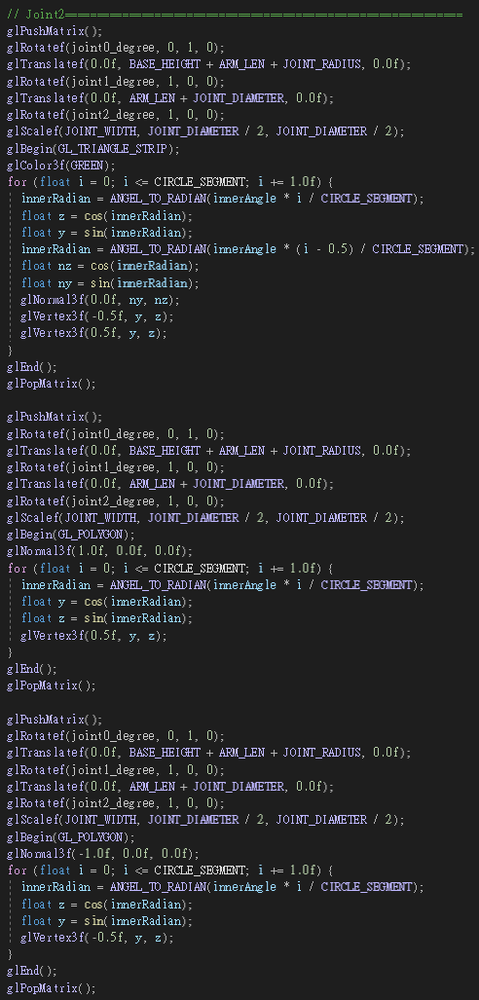 // Joint2==============================================================
glPushMatrix();
glRotatef(joint0_degree, 0, 1, 0);
glTranslatef(0.0f, BASE_HEIGHT + ARM_LEN + JOINT_RADIUS, 0.0f);
glRotatef(joint1_degree, 1, 0, 0);
glTranslatef(0.0f, ARM_LEN + JOINT_DIAMETER, 0.0f);
glRotatef(joint2_degree, 1, 0, 0);
glScalef(JOINT_WIDTH, JOINT_DIAMETER / 2, JOINT_DIAMETER / 2);
glBegin(GL_TRIANGLE_STRIP);
glColor3f(GREEN);
for (float i = 0; i <= CIRCLE_SEGMENT; i += 1.0f) {
innerRadian = ANGEL_TO_RADIAN(innerAngle * i / CIRCLE_SEGMENT);
float z = cos(innerRadian);
float y = sin(innerRadian);
innerRadian = ANGEL_TO_RADIAN(innerAngle * (i - 0.5) / CIRCLE_SEGMENT);
float nz = cos(innerRadian);
float ny = sin(innerRadian);
glNormal3f(0.0f, ny, nz);
glVertex3f(-0.5f, y, z);
glVertex3f(0.5f, y, z);
}
glEnd();
glPopMatrix();
glPushMatrix();
glRotatef(joint0_degree, 0, 1, 0);
glTranslatef(0.0f, BASE_HEIGHT + ARM_LEN + JOINT_RADIUS, 0.0f);
glRotatef(joint1_degree, 1, 0, 0);
glTranslatef(0.0f, ARM_LEN + JOINT_DIAMETER, 0.0f);
glRotatef(joint2_degree, 1, 0, 0);
glScalef(JOINT_WIDTH, JOINT_DIAMETER / 2, JOINT_DIAMETER / 2);
glBegin(GL_POLYGON);
glNormal3f(1.0f, 0.0f, 0.0f);
for (float i = 0; i <= CIRCLE_SEGMENT; i += 1.0f) {
innerRadian = ANGEL_TO_RADIAN(innerAngle * i / CIRCLE_SEGMENT);
float y = cos(innerRadian);
float z = sin(innerRadian);
glVertex3f(0.5f, y, z);
}
glEnd();
glPopMatrix();
glPushMatrix();
glRotatef(joint0_degree, 0, 1, 0);
glTranslatef(0.0f, BASE_HEIGHT + ARM_LEN + JOINT_RADIUS, 0.0f);
glRotatef(joint1_degree, 1, 0, 0);
glTranslatef(0.0f, ARM_LEN + JOINT_DIAMETER, 0.0f);
glRotatef(joint2_degree, 1, 0, 0);
glScalef(JOINT_WIDTH, JOINT_DIAMETER / 2, JOINT_DIAMETER / 2);
glBegin(GL_POLYGON);
glNormal3f(-1.0f, 0.0f, 0.0f);
for (float i = 0; i <= CIRCLE_SEGMENT; i += 1.0f) {
innerRadian = ANGEL_TO_RADIAN(innerAngle * i / CIRCLE_SEGMENT);
float z = cos(innerRadian);
float y = sin(innerRadian);
glVertex3f(-0.5f, y, z);
}
glEnd();
glPopMatrix();